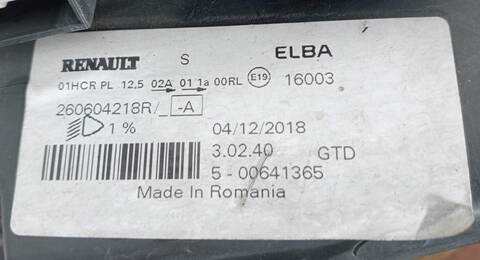 RENAULT S ELBA
01HCR PL 12,5 02A 01 1a 00RL E19 16003
260604218R/_ -A
1 % 04/12/2018
3.02.40 GTD
5 - 00641365
Made In Romania